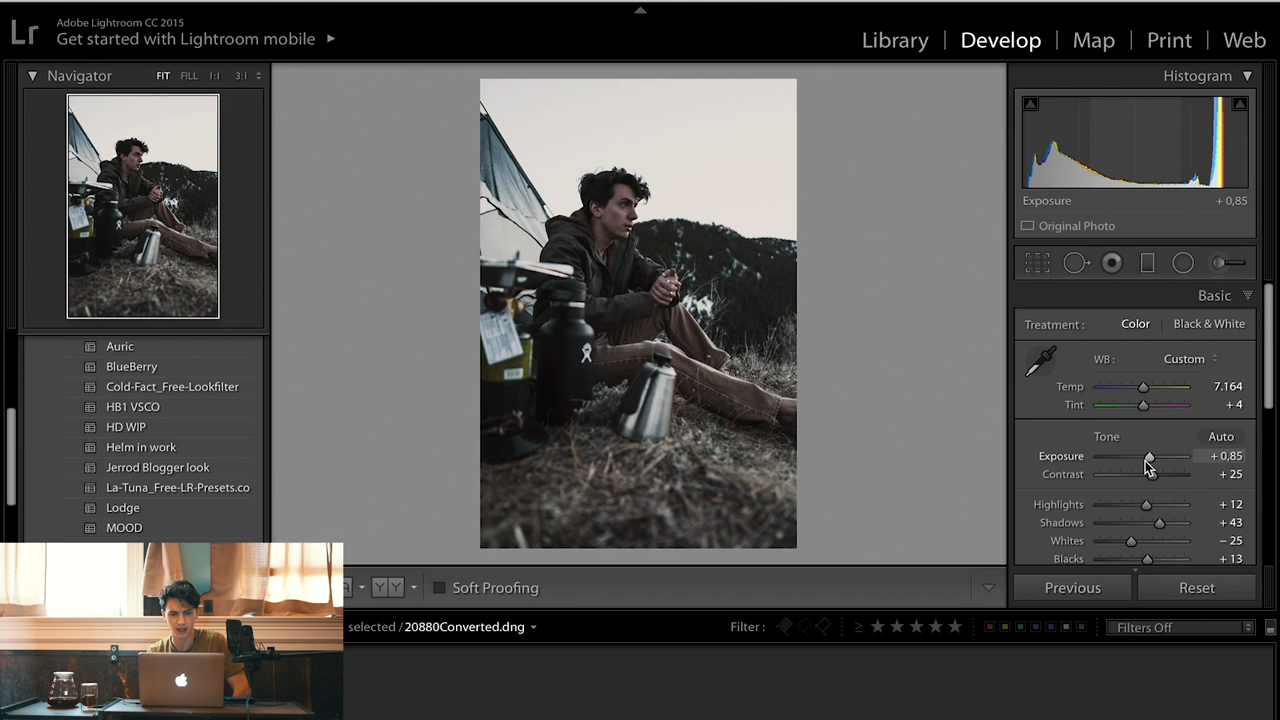 Lr
Adobe Lightroom CC 2015
Get started with Lightroom mobile
Library | Develop | Map | Print | Web
Navigator FIT FILL 1:1 3:1
Auric
BlueBerry
Cold-Fact_Free-Lookfilter
HB1 VSCO
HD WIP
Helm in work
Jerrod Blogger look
La-Tuna_Free-LR-Presets.co
Lodge
MOOD
YY
Soft Proofing
selected / 20880Converted.dng
Filter :
≥
Filters Off
Histogram
Exposure + 0,85
Original Photo
Basic
Treatment : Color | Black & White
WB : Custom
Temp 7.164
Tint + 4
Tone Auto
Exposure + 0,85
Contrast + 25
Highlights + 12
Shadows + 43
Whites − 25
Blacks + 13
Previous Reset